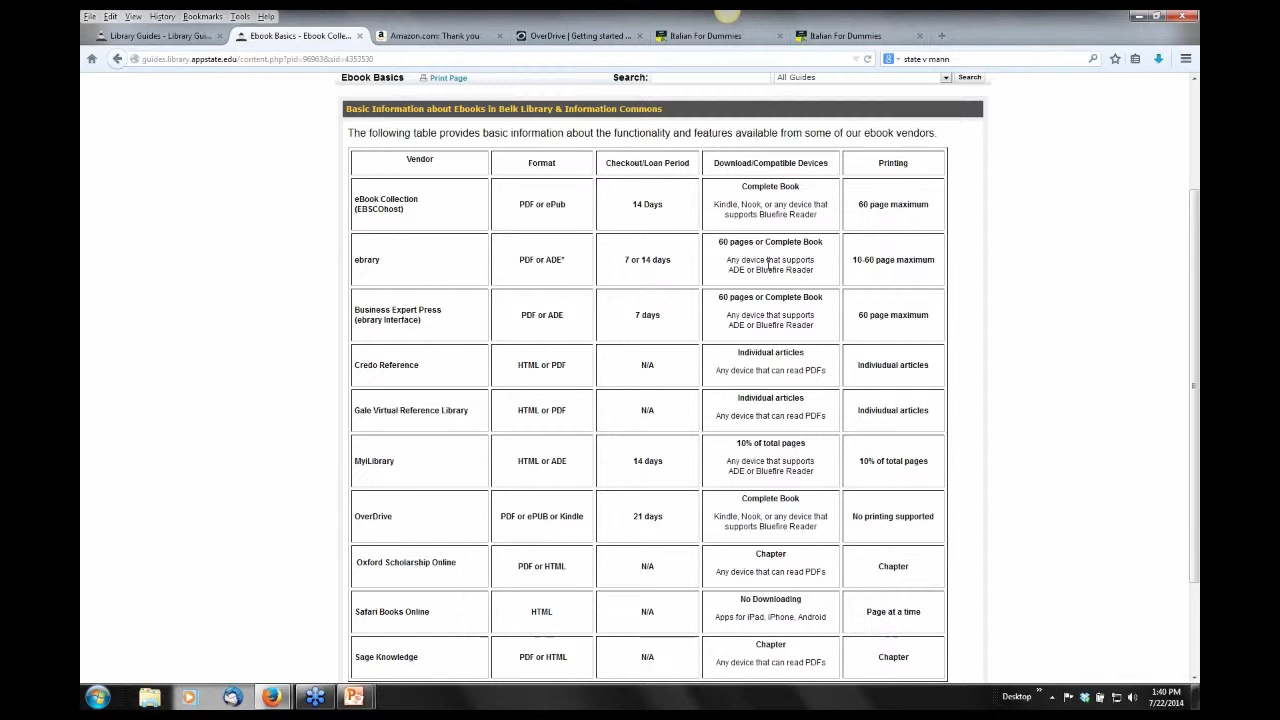 File Edit View History Bookmarks Tools Help
Library Guides - Library Gui... × Ebook Basics - Ebook Colle... × Amazon.com: Thank you × OverDrive | Getting started ... × Italian For Dummies × Italian For Dummies × +
guides.library.appstate.edu/content.php?pid=96963&sid=4353530 state v mann
Ebook Basics Print Page Search: All Guides Search
Basic Information about Ebooks in Belk Library & Information Commons
The following table provides basic information about the functionality and features available from some of our ebook vendors.
Vendor Format Checkout/Loan Period Download/Compatible Devices Printing
eBook Collection
(EBSCOhost)
PDF or ePub
14 Days
Complete Book
Kindle, Nook, or any device that
supports Bluefire Reader
60 page maximum
ebrary
PDF or ADE*
7 or 14 days
60 pages or Complete Book
Any device that supports
ADE or Bluefire Reader
10-60 page maximum
Business Expert Press
(ebrary Interface)
PDF or ADE
7 days
60 pages or Complete Book
Any device that supports
ADE or Bluefire Reader
60 page maximum
Credo Reference
HTML or PDF
N/A
Individual articles
Any device that can read PDFs
Indiviudual articles
Gale Virtual Reference Library
HTML or PDF
N/A
Individual articles
Any device that can read PDFs
Indiviudual articles
MyiLibrary
HTML or ADE
14 days
10% of total pages
Any device that supports
ADE or Bluefire Reader
10% of total pages
OverDrive
PDF or ePUB or Kindle
21 days
Complete Book
Kindle, Nook, or any device that
supports Bluefire Reader
No printing supported
Oxford Scholarship Online
PDF or HTML
N/A
Chapter
Any device that can read PDFs
Chapter
Safari Books Online
HTML
N/A
No Downloading
Apps for iPad, iPhone, Android
Page at a time
Sage Knowledge
PDF or HTML
N/A
Chapter
Any device that can read PDFs
Chapter
Desktop »
1:40 PM
7/22/2014